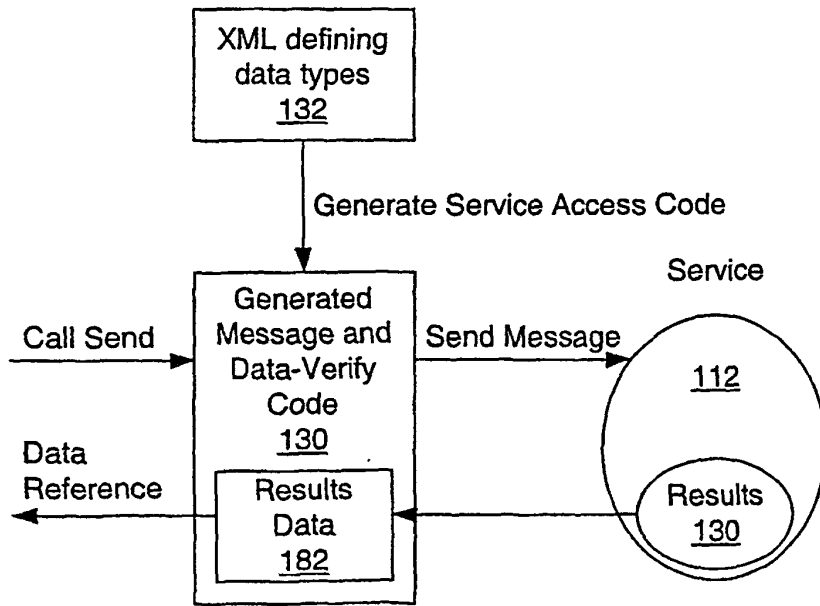 XML defining
data types
132
Generate Service Access Code
Service
Call Send
Generated
Message and
Data-Verify
Code
130
Send Message
112
Data
Reference
Results
Data
182
Results
130